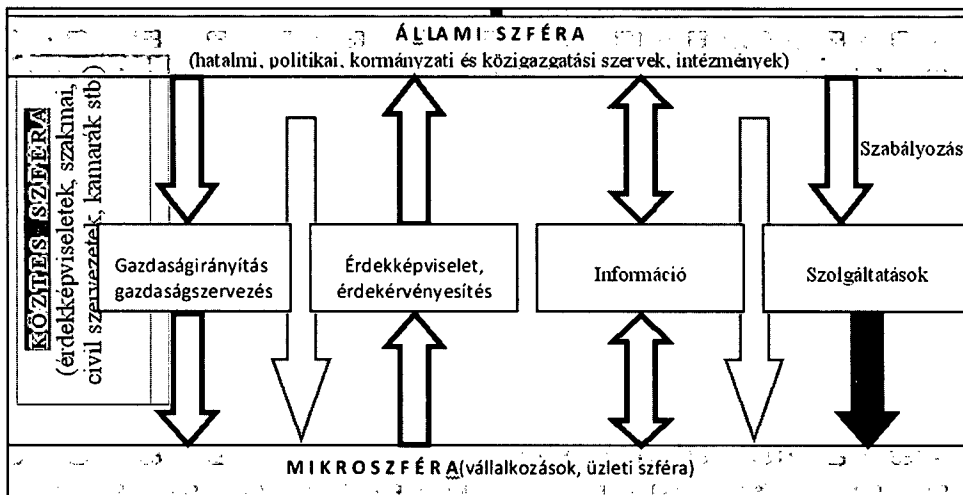 ÁLLAMI SZFÉRA
(hatalmi, politikai, kormányzati és közigazgatási szervek, intézmények)
KÖZTES SZFÉRA
(érdekképviseletek, szakmai,
civil szervezetek, kamarák stb.)
Szabályozás
Gazdaságirányítás
gazdaságszervezés
Érdekképviselet,
érdekérvényesítés
Információ
Szolgáltatások
MIKROSZFÉRA (vállalkozások, üzleti szféra)